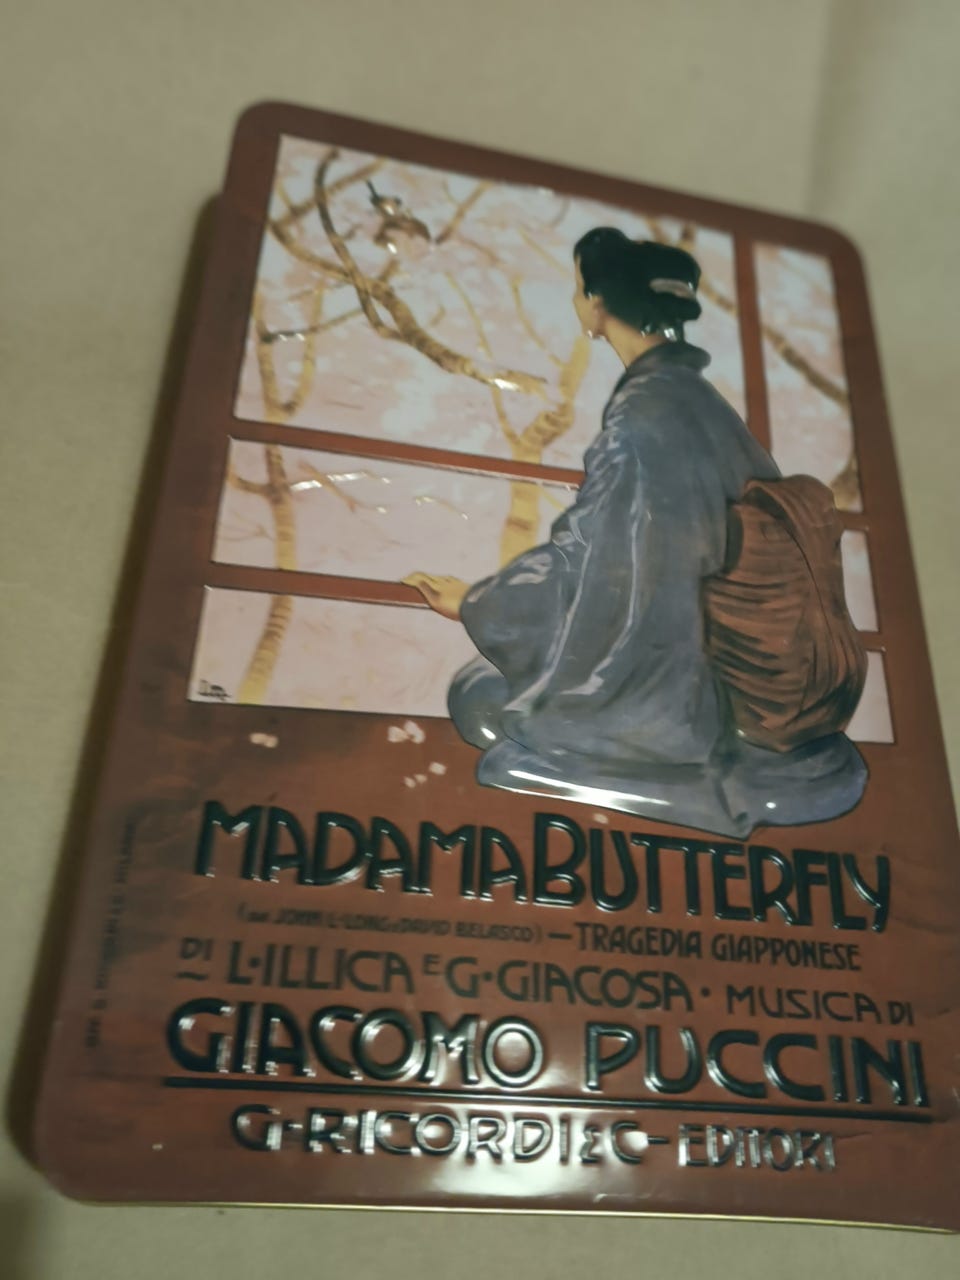 MADAMA BUTTERFLY
(DA JOHN L·LONG E DAVID BELASCO) — TRAGEDIA GIAPPONESE
DI L·ILLICA E G·GIACOSA · MUSICA DI
GIACOMO PUCCINI
G·RICORDI & C — EDITORI